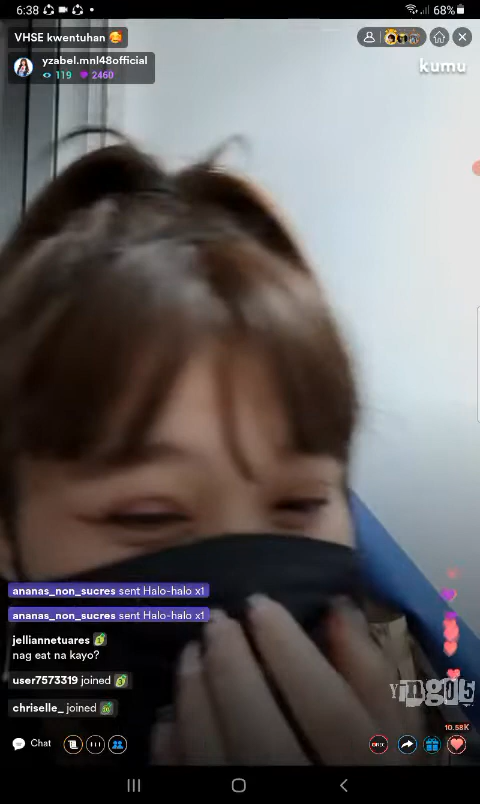 6:38
68%
VHSE kwentuhan 🥰
yzabel.mnl48official
119 2460
kumu
ananas_non_sucres sent Halo-halo x1
ananas_non_sucres sent Halo-halo x1
jelliannetuares
nag eat na kayo?
user7573319 joined
chriselle_ joined
yng05
10.58K
Chat